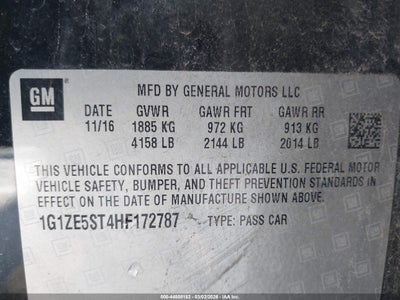 GM
MFD BY GENERAL MOTORS LLC
DATE GVWR GAWR FRT GAWR RR
11/16 1885 KG 972 KG 913 KG
4158 LB 2144 LB 2014 LB
THIS VEHICLE CONFORMS TO ALL APPLICABLE U.S. FEDERAL MOTOR
VEHICLE SAFETY, BUMPER, AND THEFT PREVENTION STANDARDS IN
EFFECT ON THE DATE OF MANUFACTURE SHOWN ABOVE.
1G1ZE5ST4HF172787 TYPE: PASS CAR